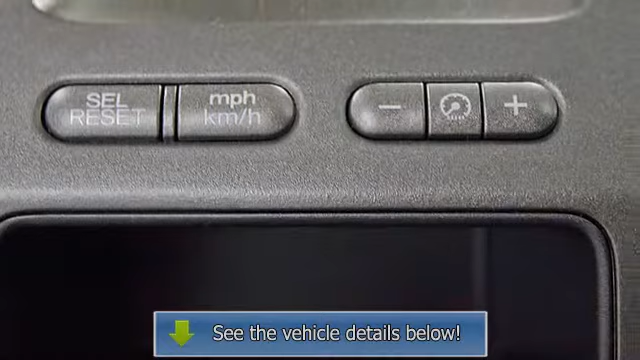 SEL
RESET
mph
km/h
− +
See the vehicle details below!